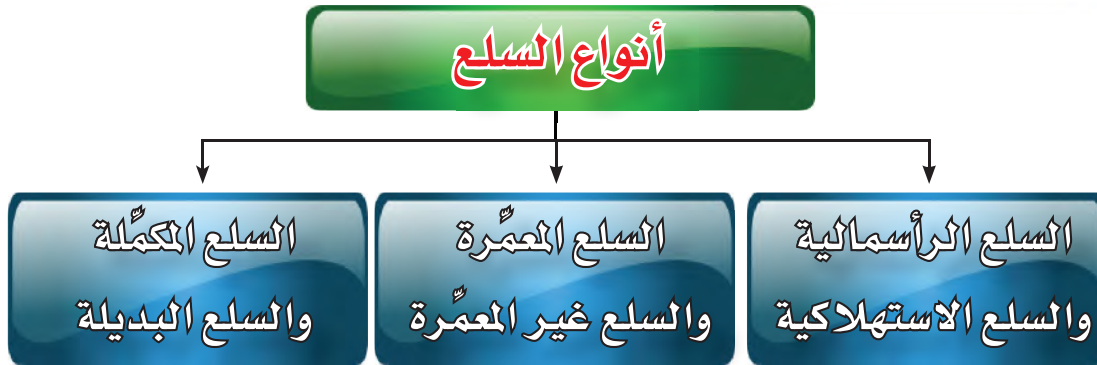 أنواع السلع
السلع الرأسمالية
والسلع الاستهلاكية
السلع المعمِّرة
والسلع غير المعمِّرة
السلع المكمِّلة
والسلع البديلة